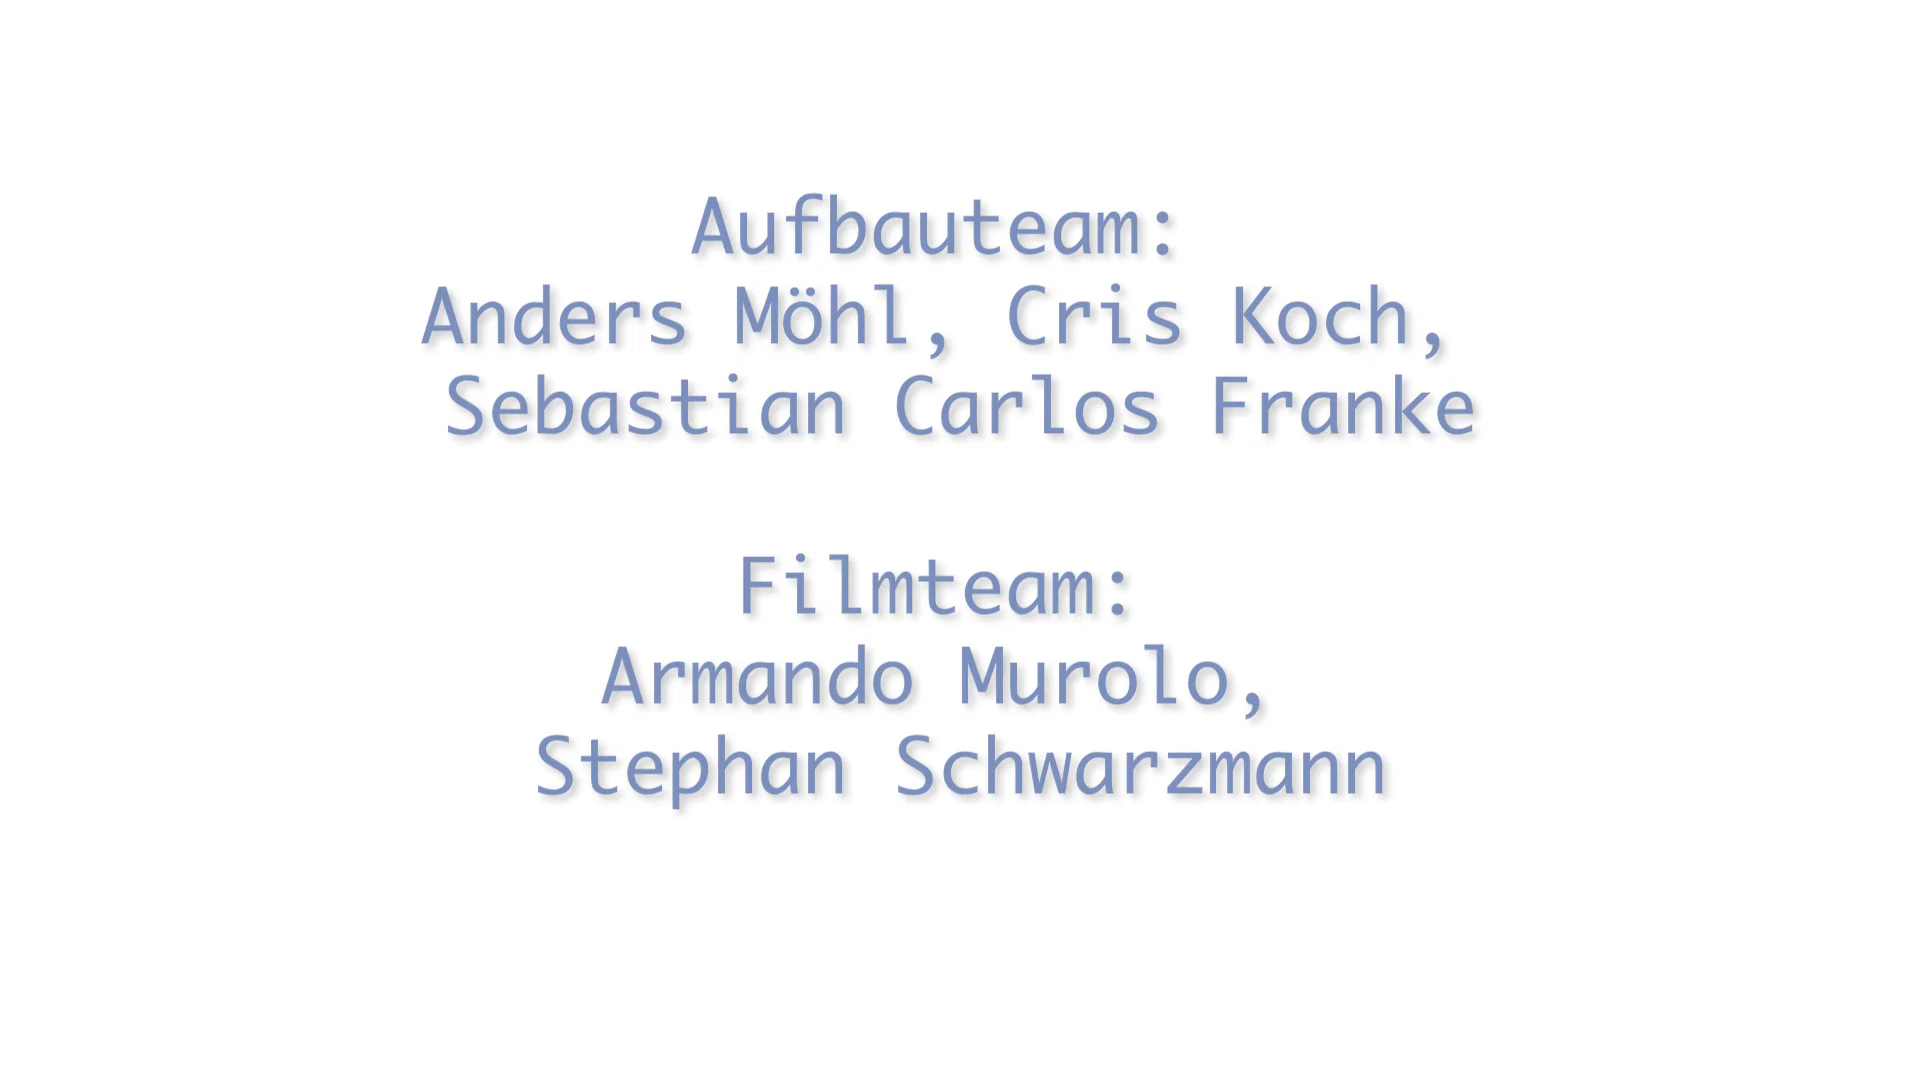 Aufbauteam:
Anders Möhl, Cris Koch,
Sebastian Carlos Franke
Filmteam:
Armando Murolo,
Stephan Schwarzmann